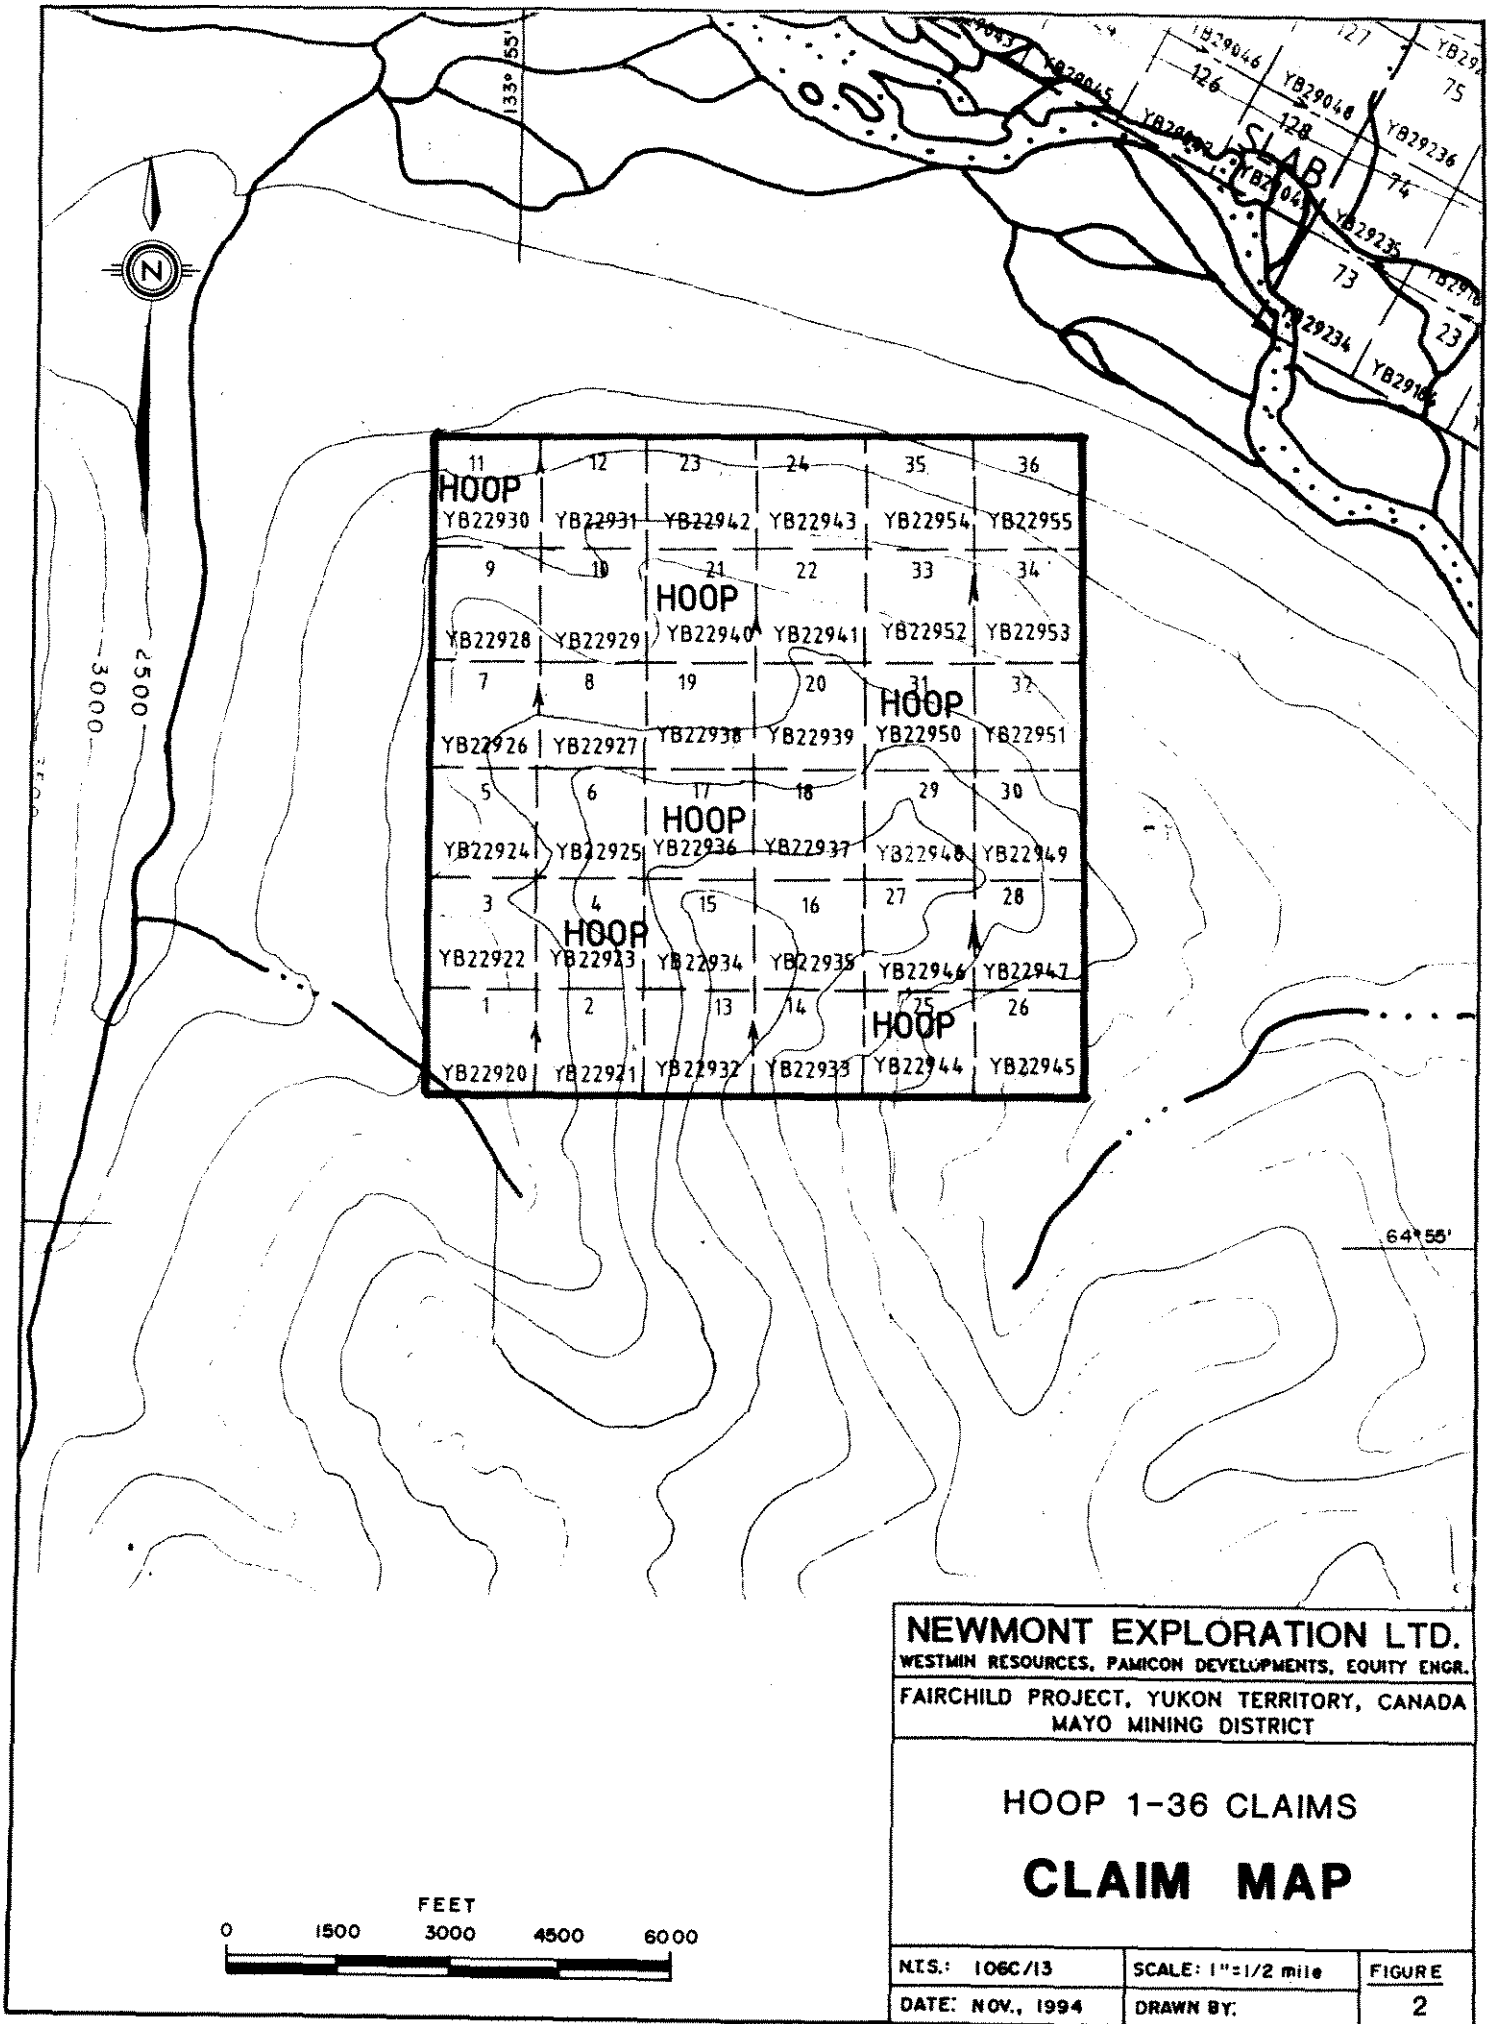 133° 55'
29043
24
YB29046
127
YB29045
126
YB29048
75
128
YB29236
SLAB
74
YB29235
73
23
YB29234
N
11 12 23 24 35 36
HOOP
YB22930 YB22931 YB22942 YB22943 YB22954 YB22955
9 10 21 22 33 34
HOOP
YB22928 YB22929 YB22940 YB22941 YB22952 YB22953
7 8 19 20 31 32
HOOP
YB22926 YB22927 YB22938 YB22939 YB22950 YB22951
2500
3000
5 6 17 18 29 30
HOOP
YB22924 YB22925 YB22936 YB22937 YB22948 YB22949
3 4 15 16 27 28
HOOP
YB22922 YB22923 YB22934 YB22935 YB22946 YB22947
1 2 13 14 25 26
HOOP
YB22920 YB22921 YB22932 YB22933 YB22944 YB22945
64°55'
NEWMONT EXPLORATION LTD.
WESTMIN RESOURCES, PAMICON DEVELOPMENTS, EQUITY ENGR.
FAIRCHILD PROJECT, YUKON TERRITORY, CANADA
MAYO MINING DISTRICT
HOOP 1-36 CLAIMS
CLAIM MAP
FEET
0 1500 3000 4500 6000
N.T.S.: 106C/13
SCALE: 1"=1/2 mile
FIGURE
2
DATE: NOV., 1994
DRAWN BY: